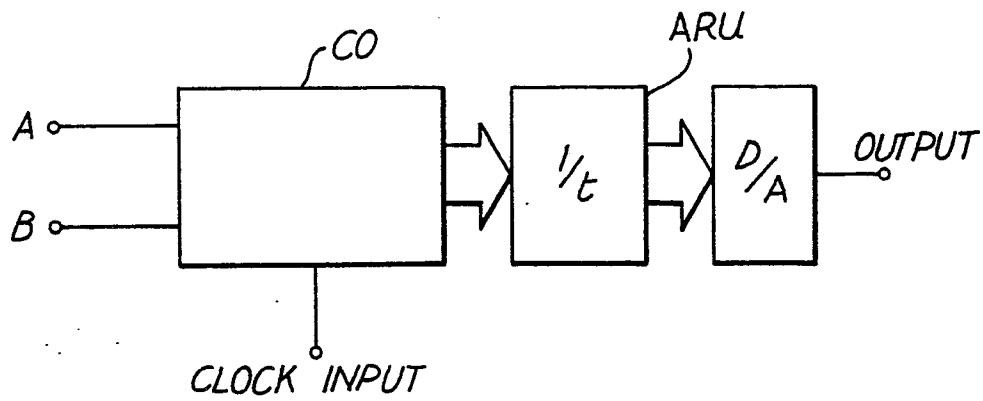 CO
ARU
A
B
1/t
D/A
OUTPUT
CLOCK INPUT